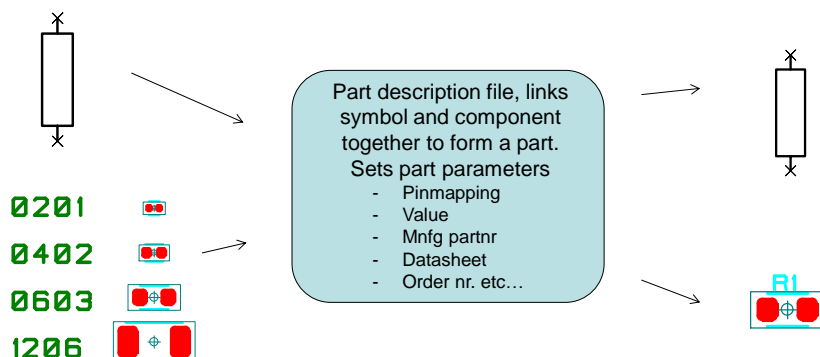 Part description file, links
symbol and component
together to form a part.
Sets part parameters
- Pinmapping
- Value
- Mnfg partnr
- Datasheet
- Order nr. etc…
0201
0402
0603
1206
R1